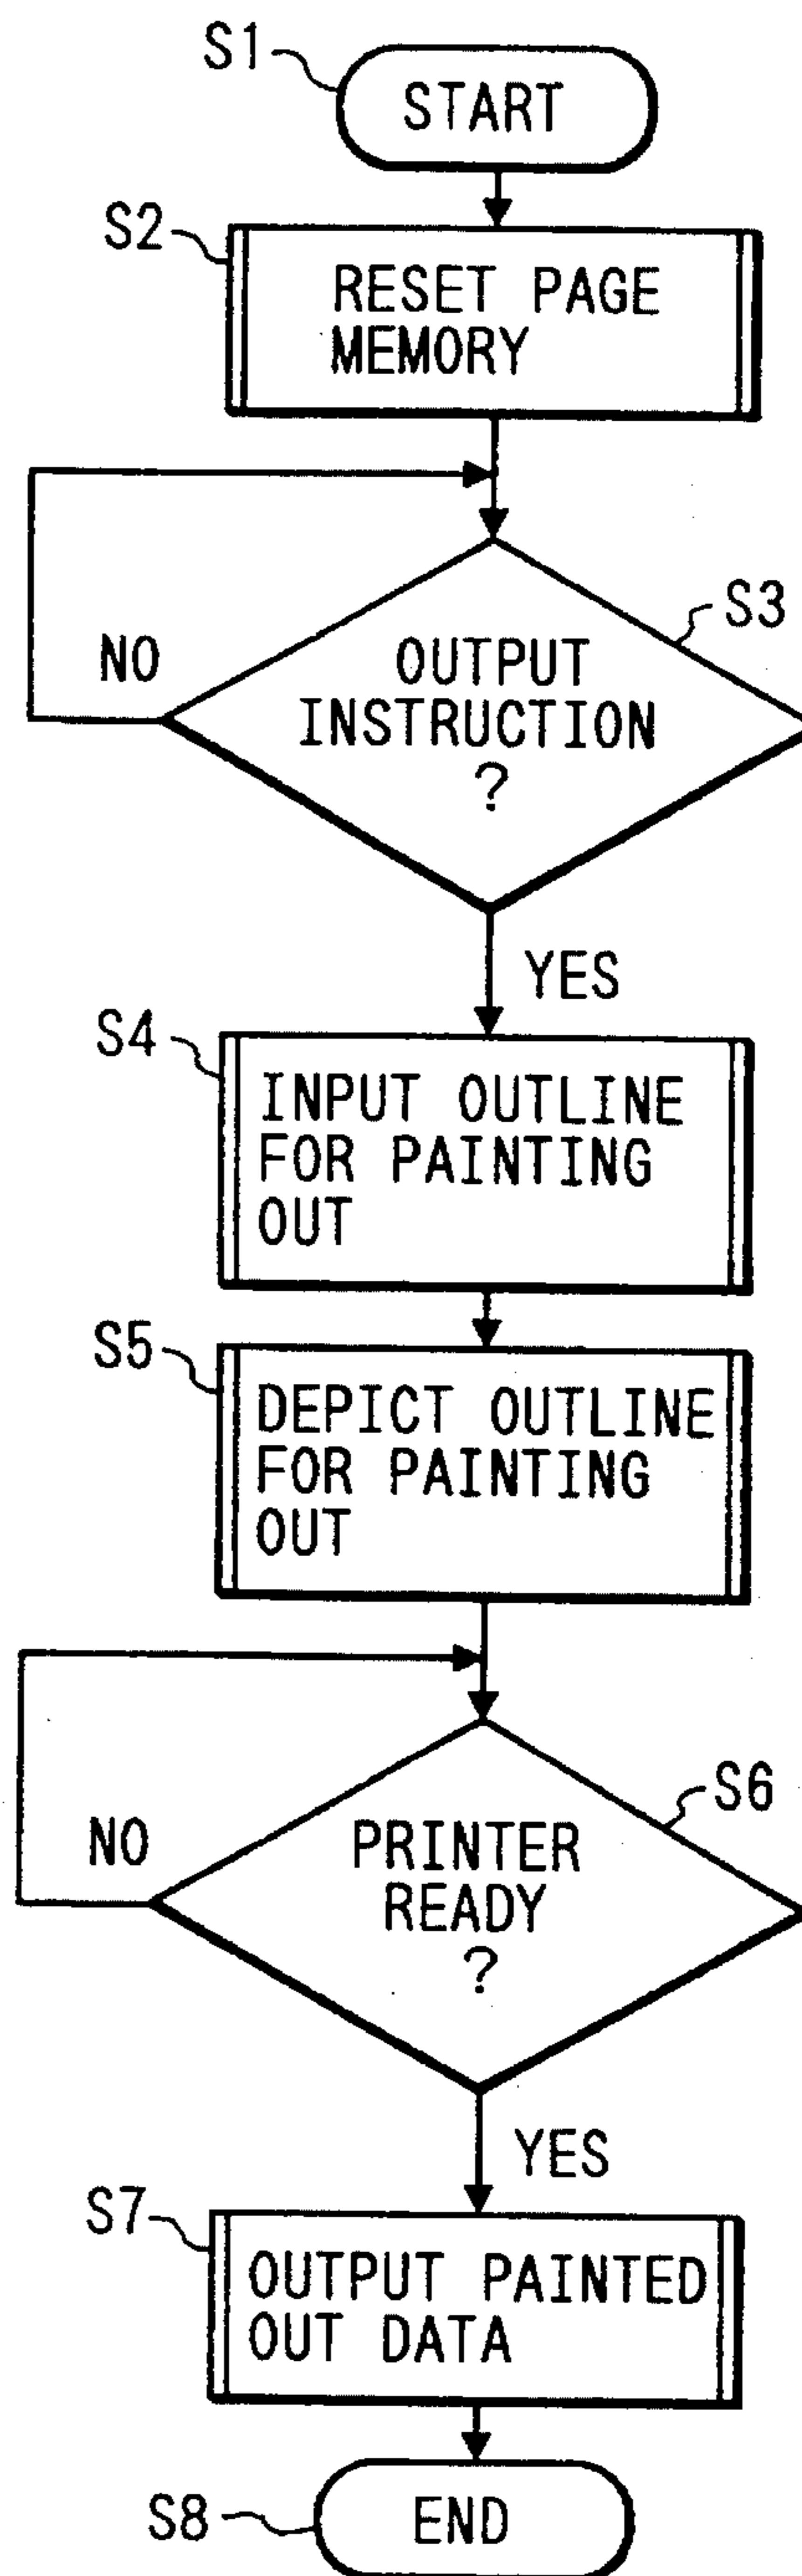 S1
START
S2
RESET PAGE
MEMORY
S3
NO
OUTPUT
INSTRUCTION
?
YES
S4
INPUT OUTLINE
FOR PAINTING
OUT
S5
DEPICT OUTLINE
FOR PAINTING
OUT
S6
NO
PRINTER
READY
?
YES
S7
OUTPUT PAINTED
OUT DATA
S8
END